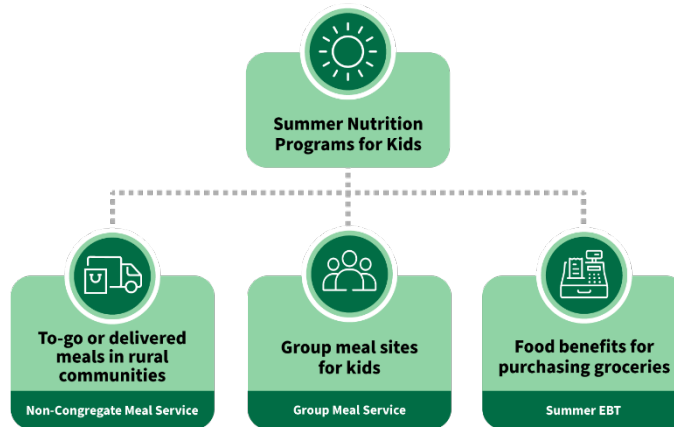 Summer Nutrition
Programs for Kids
To-go or delivered
meals in rural
communities
Non-Congregate Meal Service
Group meal sites
for kids
Group Meal Service
Food benefits for
purchasing groceries
Summer EBT